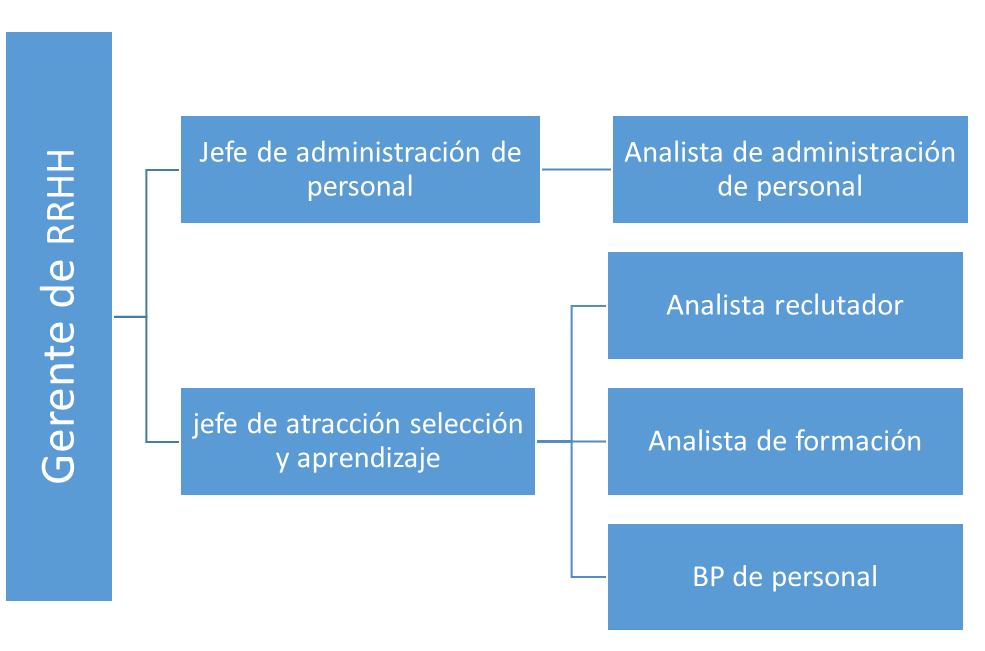 Gerente de RRHH
Jefe de administración de
personal
Analista de administración
de personal
jefe de atracción selección
y aprendizaje
Analista reclutador
Analista de formación
BP de personal